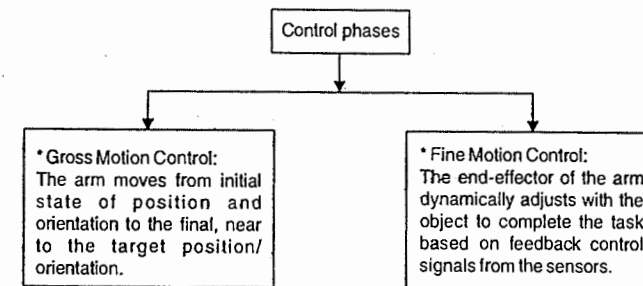 Control phases
* Gross Motion Control:
The arm moves from initial
state of position and
orientation to the final, near
to the target position/
orientation.
* Fine Motion Control:
The end-effector of the arm
dynamically adjusts with the
object to complete the task
based on feedback control
signals from the sensors.